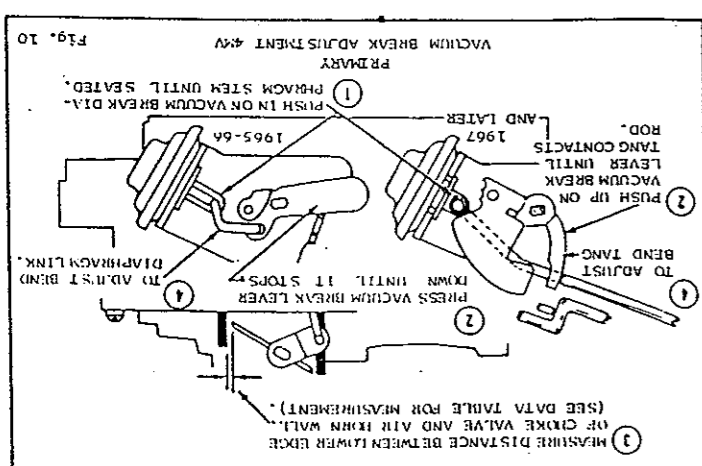 3 MEASURE DISTANCE BETWEEN LOWER EDGE
OF CHOKE VALVE AND AIR HORN WALL.
(SEE DATA TABLE FOR MEASUREMENT).
2
PRESS VACUUM BREAK LEVER
DOWN UNTIL IT STOPS.
4
TO ADJUST BEND
DIAPHRAGM LINK.
4
TO ADJUST
BEND TANG
2
PUSH UP ON
VACUUM BREAK
LEVER UNTIL
TANG CONTACTS
ROD.
1965-66
1967
AND LATER
1 PUSH IN ON VACUUM BREAK DIA-
PHRAGM STEM UNTIL SEATED.
PRIMARY
VACUUM BREAK ADJUSTMENT 4MV
Fig. 10